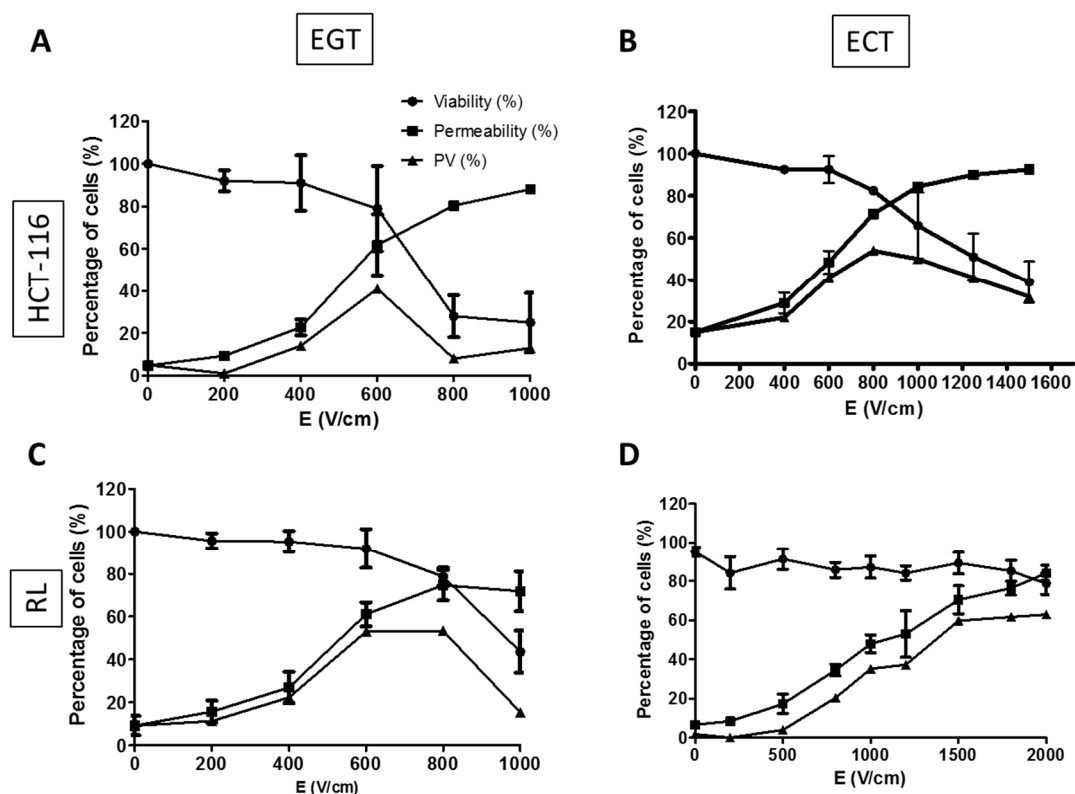 A
EGT
B
ECT
HCT-116
Viability (%)
Permeability (%)
PV (%)
Percentage of cells (%)
120
100
80
60
40
20
0
0 200 400 600 800 1000
E (V/cm)
Percentage of cells (%)
120
100
80
60
40
20
0
0 200 400 600 800 1000 1200 1400 1600
E (V/cm)
C
D
RL
Percentage of cells (%)
120
100
80
60
40
20
0
0 200 400 600 800 1000
E (V/cm)
Percentage of cells (%)
120
100
80
60
40
20
0
0 500 1000 1500 2000
E (V/cm)